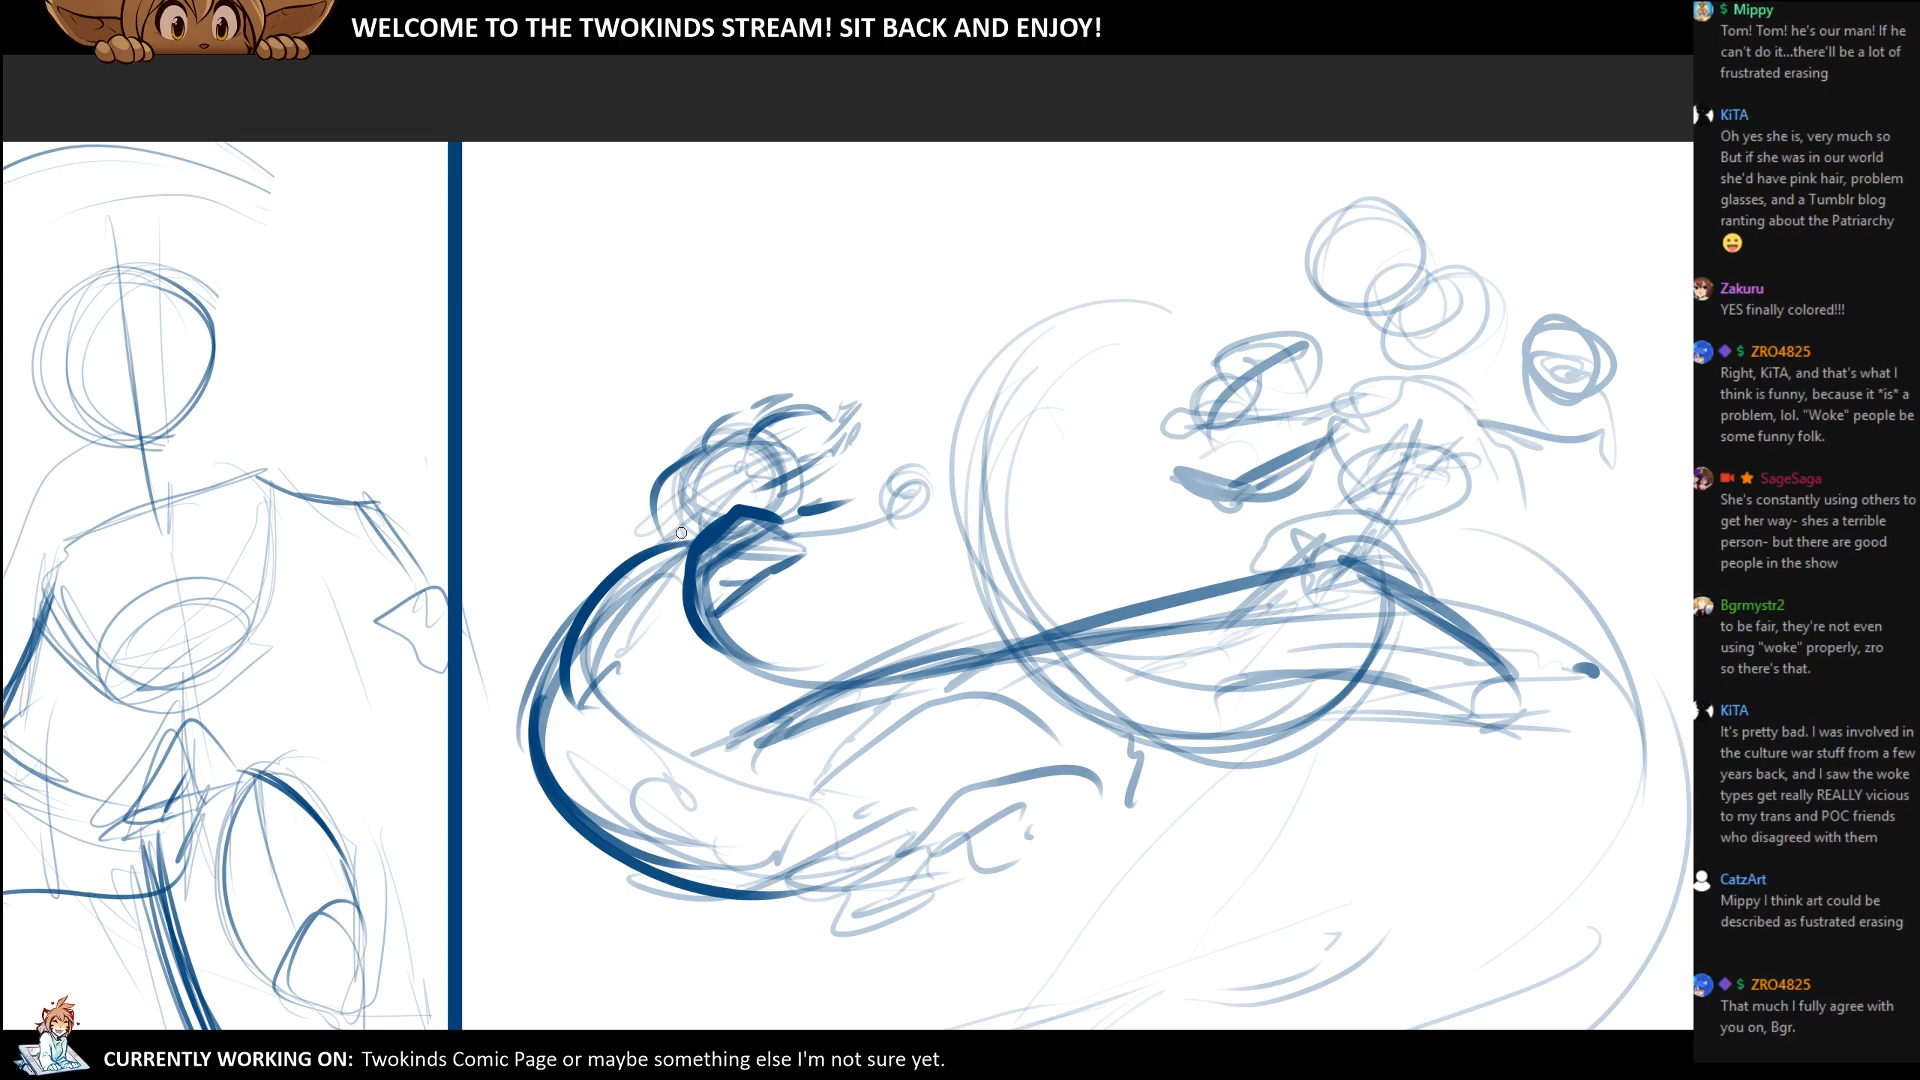 WELCOME TO THE TWOKINDS STREAM! SIT BACK AND ENJOY!
$ Mippy
Tom! Tom! he's our man! If he
can't do it...there'll be a lot of
frustrated erasing
KiTA
Oh yes she is, very much so
But if she was in our world
she'd have pink hair, problem
glasses, and a Tumblr blog
ranting about the Patriarchy
Zakuru
YES finally colored!!!
$ ZRO4825
Right, KiTA, and that's what I
think is funny, because it *is* a
problem, lol. "Woke" people be
some funny folk.
SageSaga
She's constantly using others to
get her way- shes a terrible
person- but there are good
people in the show
Bgrmystr2
to be fair, they're not even
using "woke" properly, zro
so there's that.
KiTA
It's pretty bad. I was involved in
the culture war stuff from a few
years back, and I saw the woke
types get really REALLY vicious
to my trans and POC friends
who disagreed with them
CatzArt
Mippy I think art could be
described as fustrated erasing
$ ZRO4825
That much I fully agree with
you on, Bgr.
CURRENTLY WORKING ON: Twokinds Comic Page or maybe something else I'm not sure yet.